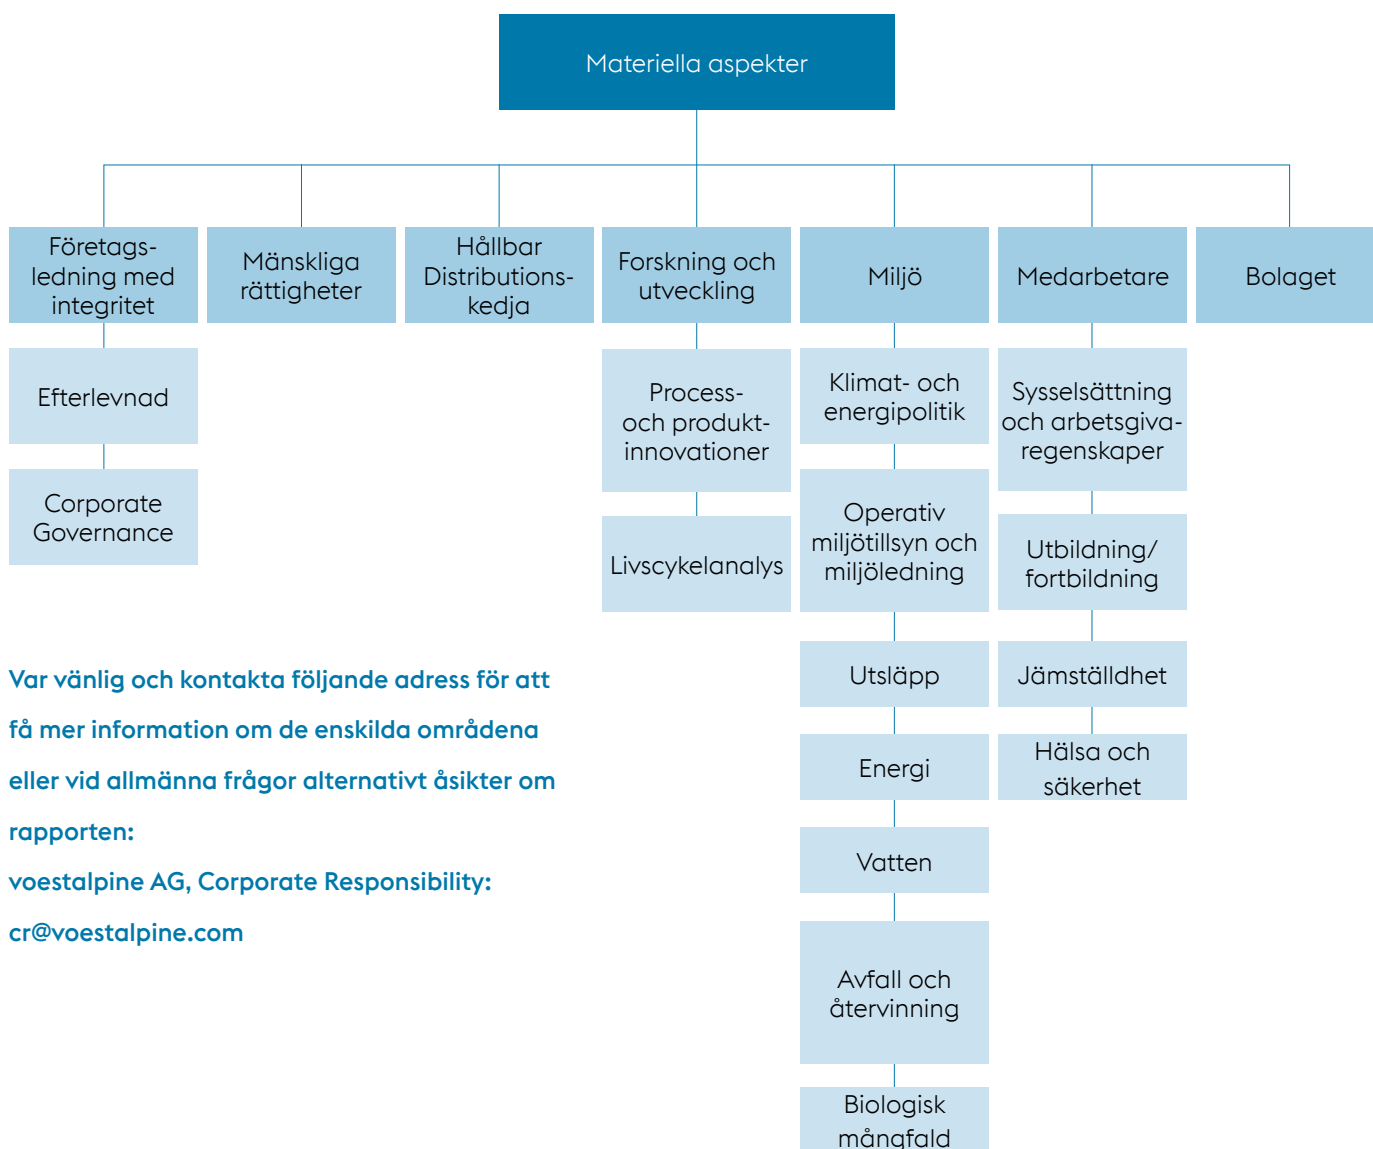 Materiella aspekter
Företags-
ledning med
integritet
Mänskliga
rättigheter
Hållbar
Distributions-
kedja
Forskning och
utveckling
Miljö
Medarbetare
Bolaget
Efterlevnad
Corporate
Governance
Process-
och produkt-
innovationer
Livscykelanalys
Klimat- och
energipolitik
Operativ
miljötillsyn och
miljöledning
Utsläpp
Energi
Vatten
Avfall och
återvinning
Biologisk
mångfald
Sysselsättning
och arbetsgiva-
regenskaper
Utbildning/
fortbildning
Jämställdhet
Hälsa och
säkerhet
Var vänlig och kontakta följande adress för att
få mer information om de enskilda områdena
eller vid allmänna frågor alternativt åsikter om
rapporten:
voestalpine AG, Corporate Responsibility:
cr@voestalpine.com